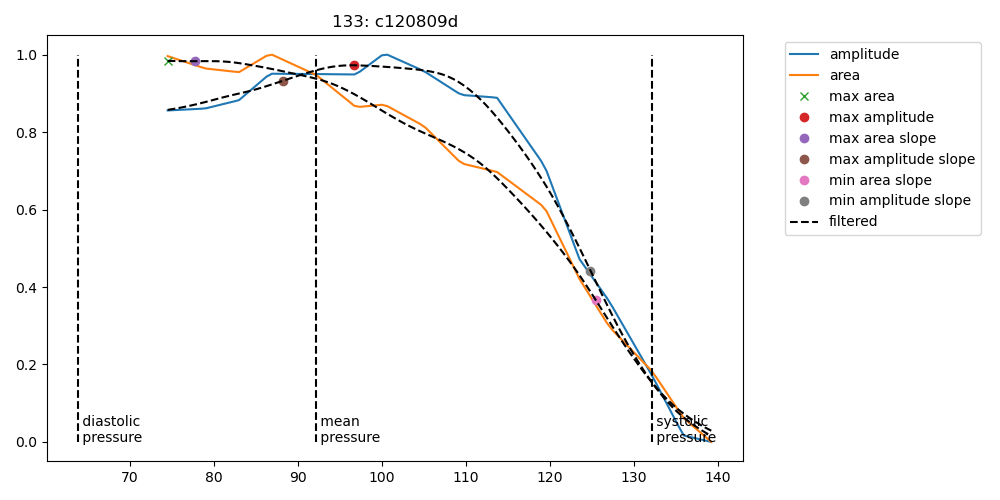 133: c120809d
amplitude
area
max area
max amplitude
max area slope
max amplitude slope
min area slope
min amplitude slope
filtered
1.0
0.8
0.6
0.4
0.2
0.0
diastolic
pressure
mean
pressure
systolic
pressure
70
80
90
100
110
120
130
140